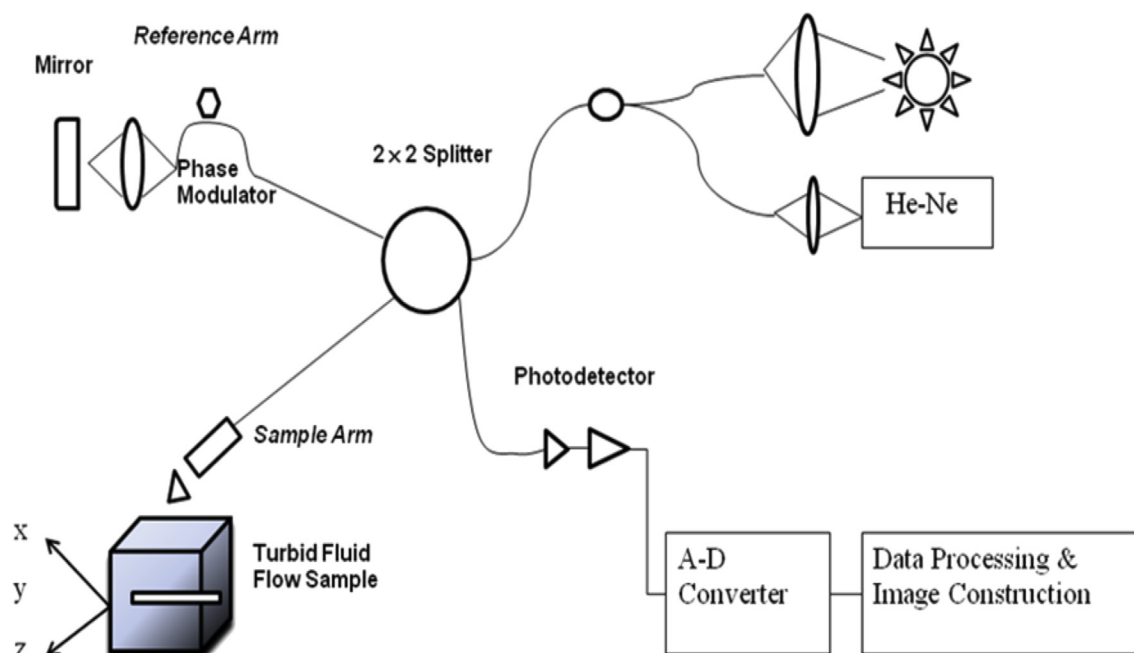 Reference Arm
Mirror
Phase
Modulator
2 × 2 Splitter
He-Ne
Photodetector
Sample Arm
Turbid Fluid
Flow Sample
x
y
z
A-D
Converter
Data Processing &
Image Construction